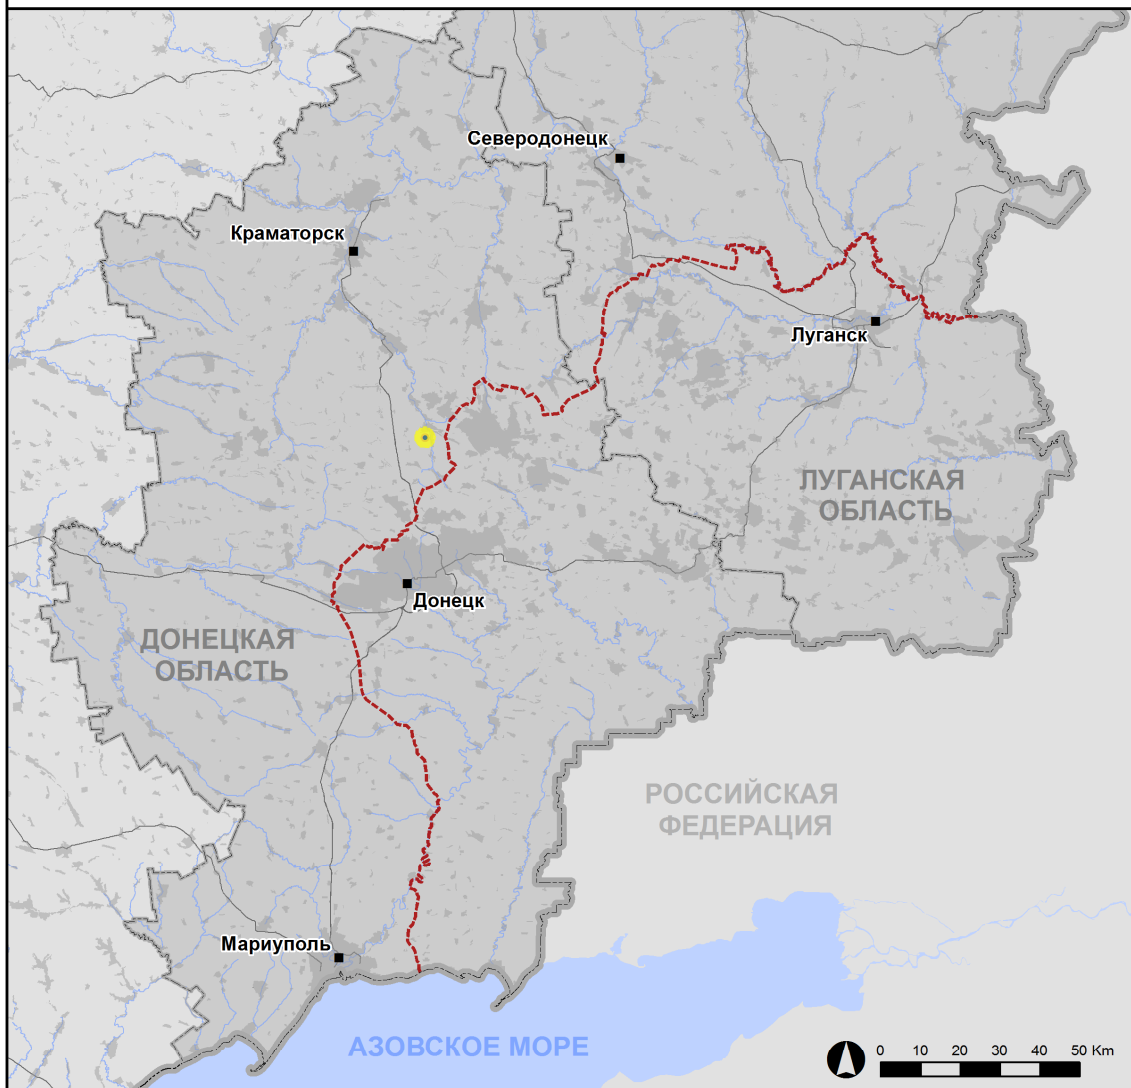 Северодонецк
Краматорск
Луганск
ЛУГАНСКАЯ
ОБЛАСТЬ
Донецк
ДОНЕЦКАЯ
ОБЛАСТЬ
РОССИЙСКАЯ
ФЕДЕРАЦИЯ
Мариуполь
АЗОВСКОЕ МОРЕ
0 10 20 30 40 50 Km